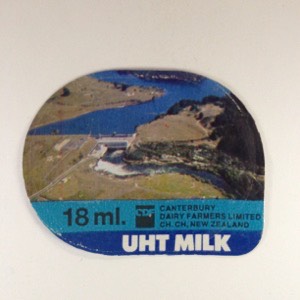 18 ml.
CANTERBURY
DAIRY FARMERS LIMITED
CH. CH. NEW ZEALAND
UHT MILK